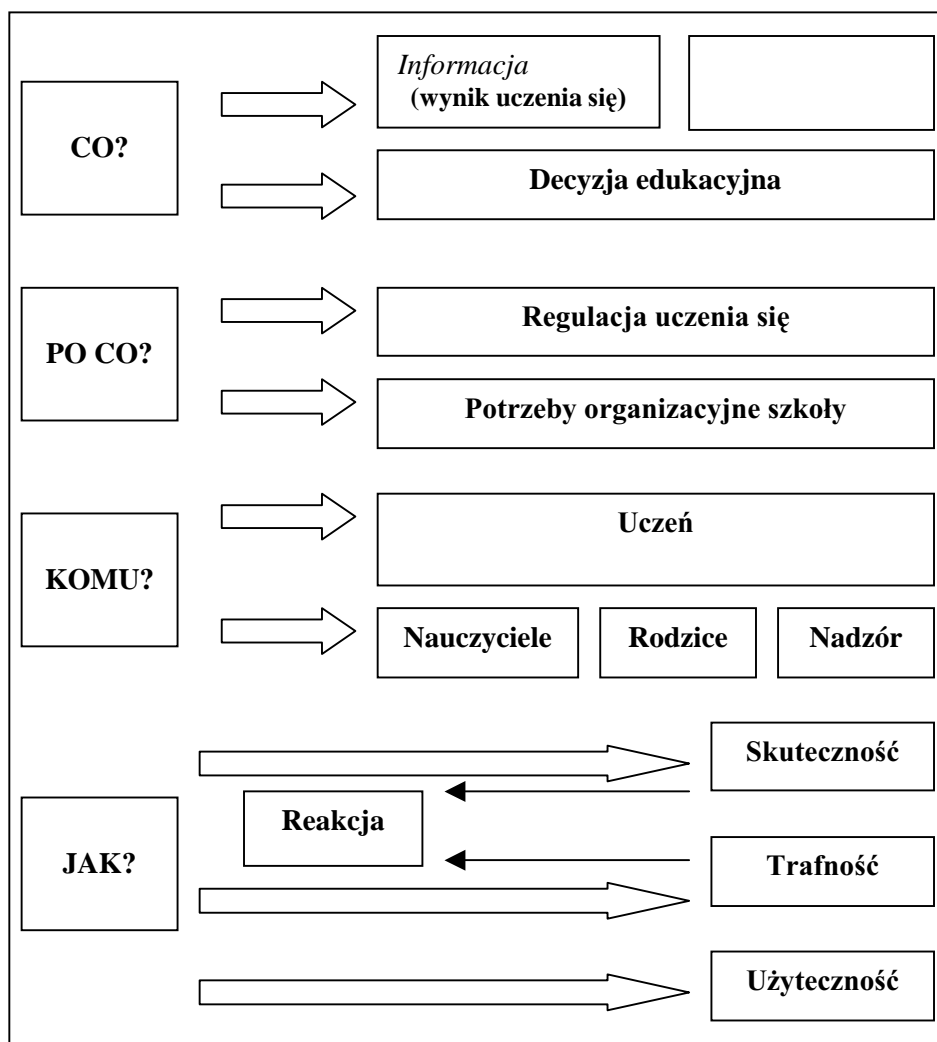 CO?
Informacja
(wynik uczenia się)
Decyzja edukacyjna
PO CO?
Regulacja uczenia się
Potrzeby organizacyjne szkoły
KOMU?
Uczeń
Nauczyciele
Rodzice
Nadzór
JAK?
Skuteczność
Reakcja
Trafność
Użyteczność